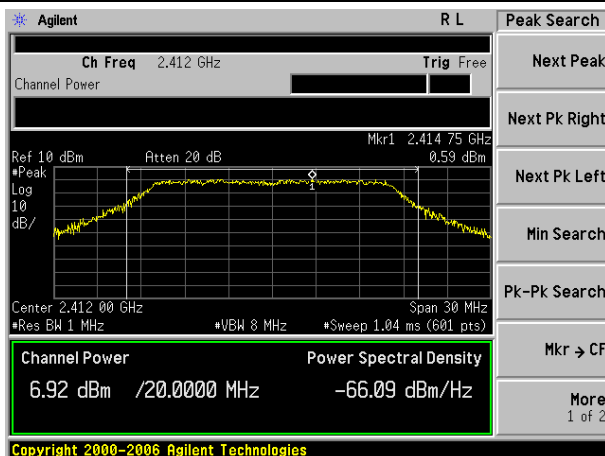 Agilent R L Peak Search
Ch Freq 2.412 GHz Trig Free
Channel Power
Next Peak
Next Pk Right
Mkr1 2.414 75 GHz
Ref 10 dBm Atten 20 dB 0.59 dBm
#Peak
Log
10
dB/
1
Next Pk Left
Min Search
Pk-Pk Search
Center 2.412 00 GHz Span 30 MHz
#Res BW 1 MHz #VBW 8 MHz #Sweep 1.04 ms (601 pts)
Channel Power Power Spectral Density
6.92 dBm /20.0000 MHz -66.09 dBm/Hz
Mkr → CF
More
1 of 2
Copyright 2000-2006 Agilent Technologies